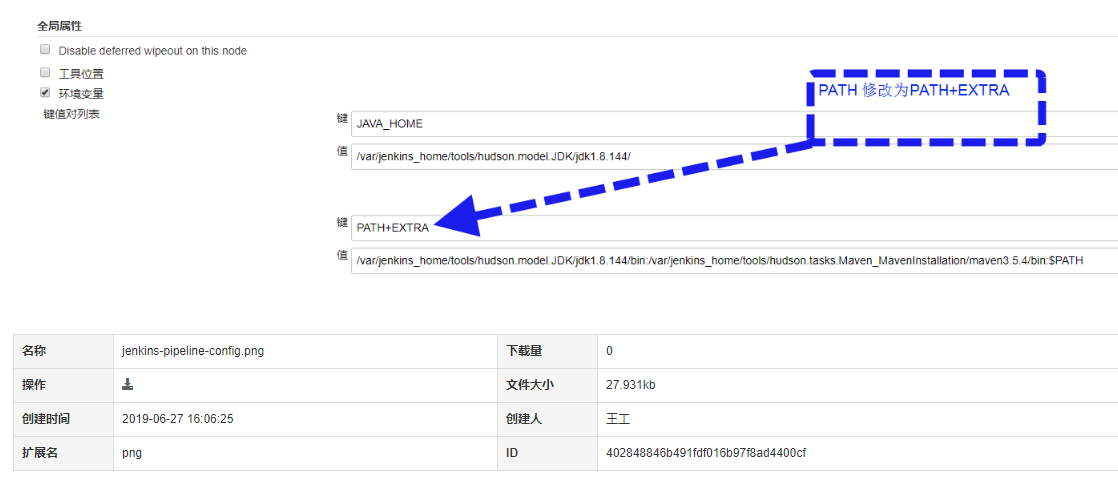 全局属性
Disable deferred wipeout on this node
工具位置
环境变量
键值对列表
PATH 修改为PATH+EXTRA
键 JAVA_HOME
值 /var/jenkins_home/tools/hudson.model.JDK/jdk1.8.144/
键 PATH+EXTRA
值 /var/jenkins_home/tools/hudson.model.JDK/jdk1.8.144/bin:/var/jenkins_home/tools/hudson.tasks.Maven_MavenInstallation/maven3.5.4/bin:$PATH
名称 jenkins-pipeline-config.png 下载量 0
操作 文件大小 27.931kb
创建时间 2019-06-27 16:06:25 创建人 王工
扩展名 png ID 402848846b491fdf016b97f8ad4400cf